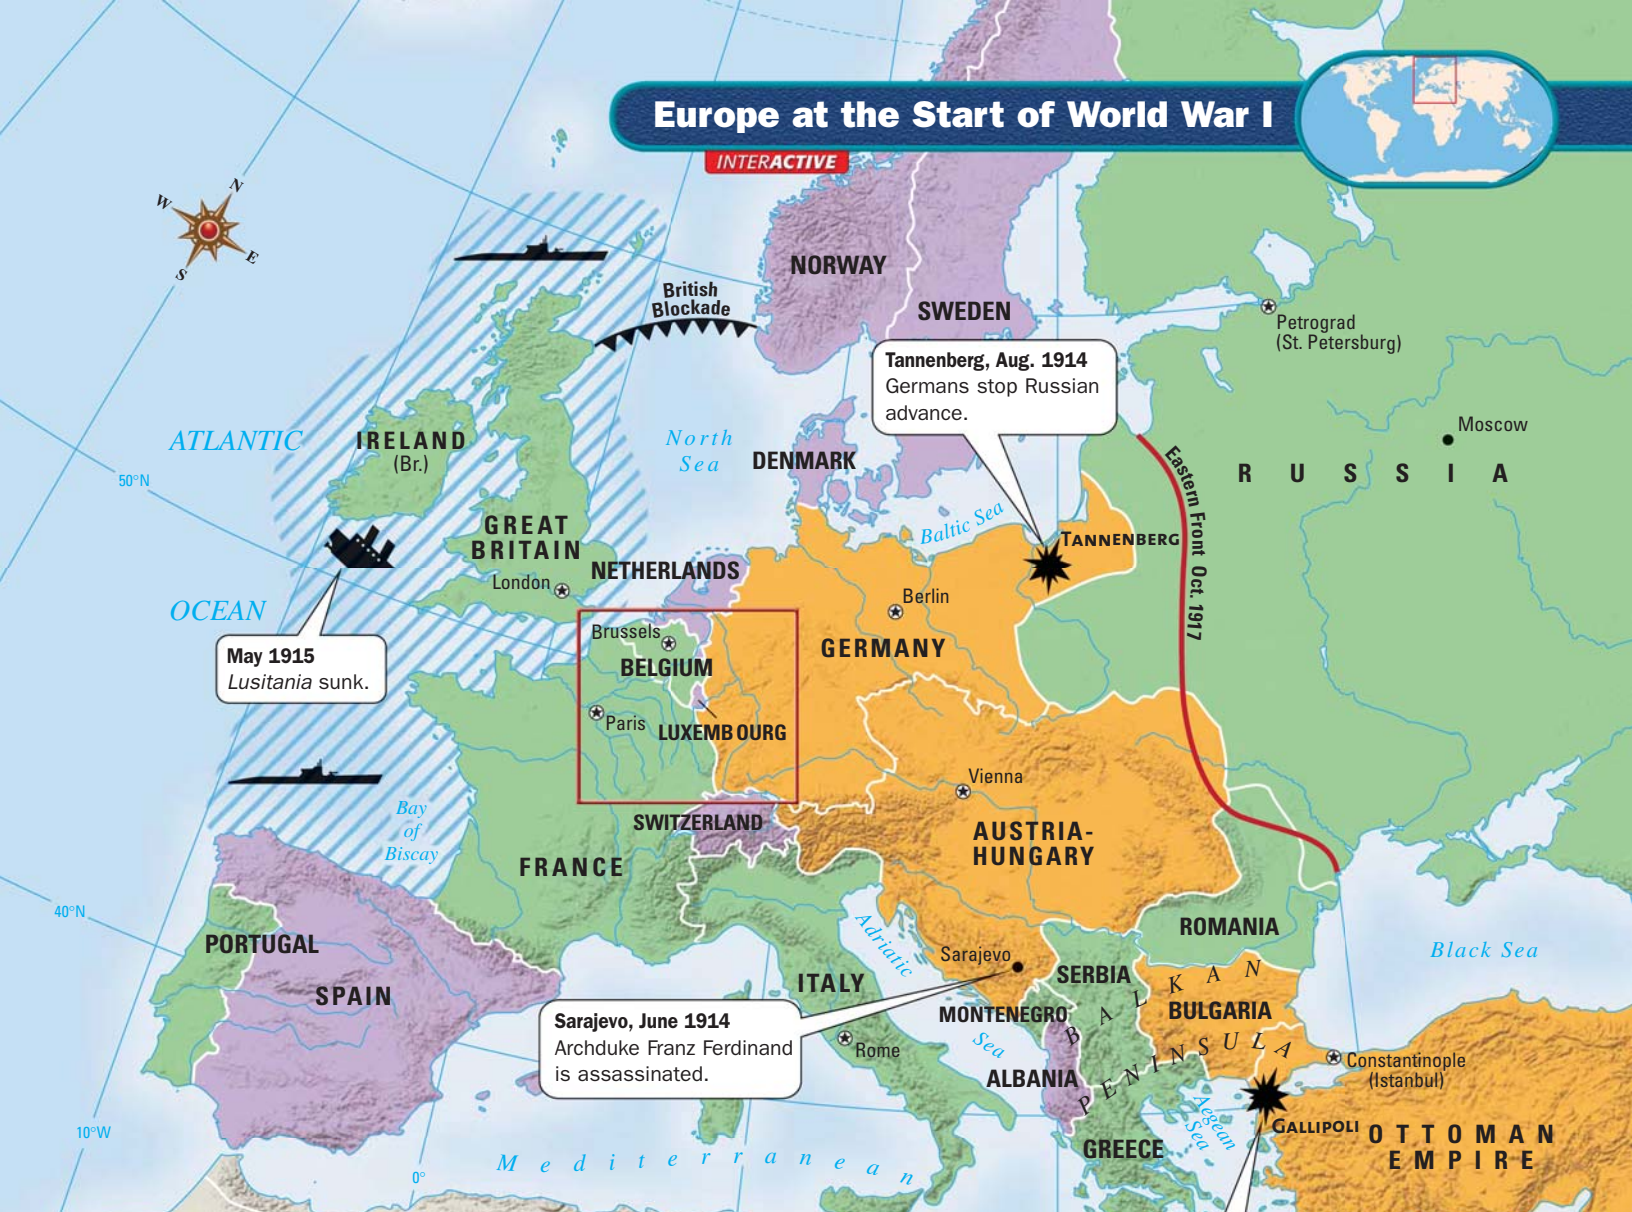 Europe at the Start of World War I
INTERACTIVE
N
W
E
S
NORWAY
SWEDEN
British
Blockade
Petrograd
(St. Petersburg)
Tannenberg, Aug. 1914
Germans stop Russian
advance.
Moscow
RUSSIA
ATLANTIC
OCEAN
50°N
IRELAND
(Br.)
North
Sea
DENMARK
Eastern Front Oct. 1917
Baltic Sea
TANNENBERG
GREAT
BRITAIN
London
NETHERLANDS
Berlin
GERMANY
Brussels
BELGIUM
May 1915
Lusitania sunk.
Paris
LUXEMBOURG
Vienna
Bay
of
Biscay
SWITZERLAND
AUSTRIA-
HUNGARY
FRANCE
40°N
PORTUGAL
SPAIN
Adriatic
Sea
Sarajevo
ROMANIA
Black Sea
SERBIA
ITALY
BALKAN
PENINSULA
BULGARIA
MONTENEGRO
Sarajevo, June 1914
Archduke Franz Ferdinand
is assassinated.
Rome
ALBANIA
Constantinople
(Istanbul)
Aegean
Sea
GALLIPOLI
OTTOMAN
EMPIRE
GREECE
10°W
0°
Mediterranean